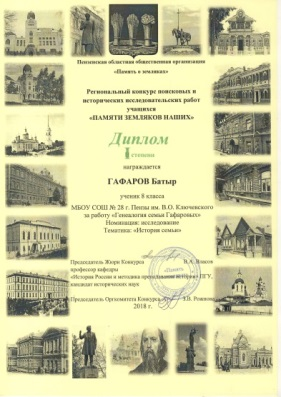 Пензенская областная общественная организация
«Память о земляках»
Региональный конкурс поисковых и
исторических исследовательских работ
учащихся
«ПАМЯТИ ЗЕМЛЯКОВ НАШИХ»
Диплом
I степени
награждается
ГАФАРОВ Батыр
ученик 8 класса
МБОУ СОШ № 28 г. Пензы им. В.О. Ключевского
за работу «Генеалогия семьи Гафаровых»
Номинация: исследование
Тематика: «История семьи»
Председатель Жюри Конкурса В.А. Власов
профессор кафедры
«История России и методика преподавания истории» ПГУ,
кандидат исторических наук
Председатель Оргкомитета Конкурса
2018 г.